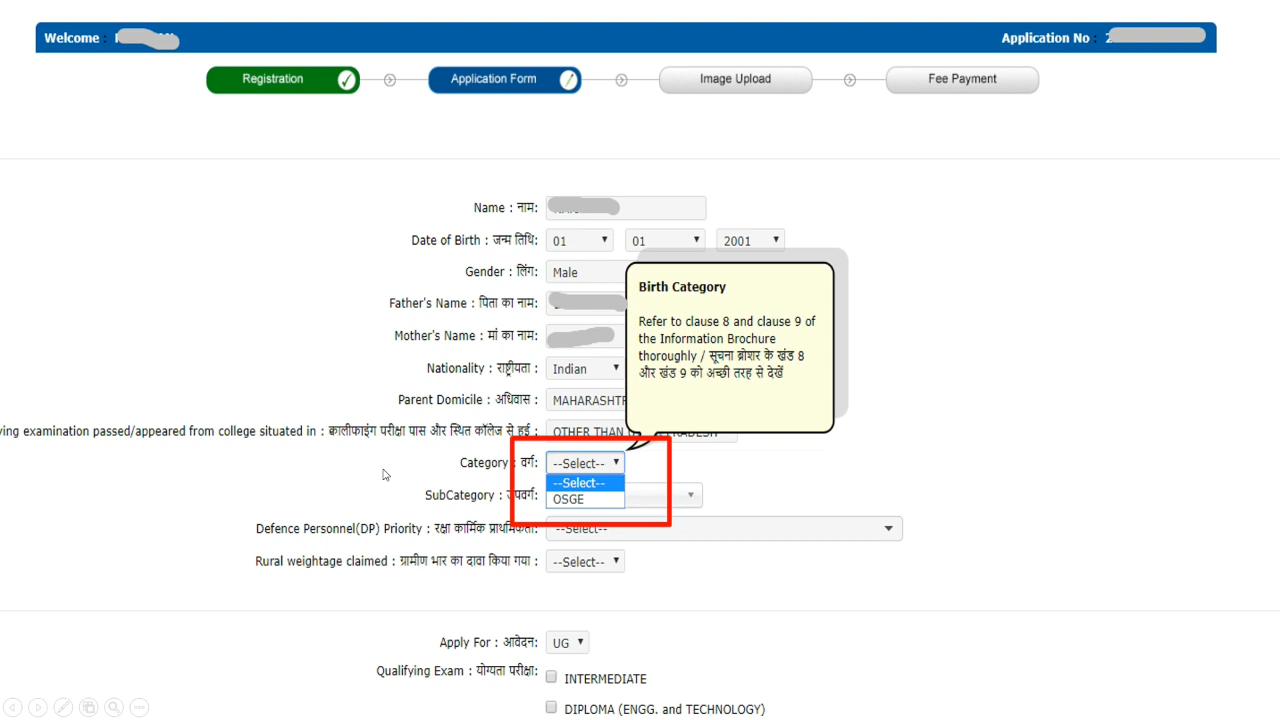 Welcome :
Application No :
Registration
Application Form
Image Upload
Fee Payment
Name : नाम:
Date of Birth : जन्म तिथि: 01 01 2001
Gender : लिंग: Male
Birth Category
Father's Name : पिता का नाम:
Refer to clause 8 and clause 9 of
the Information Brochure
thoroughly / सूचना ब्रोशर के खंड 8
और खंड 9 को अच्छी तरह से देखें
Mother's Name : मां का नाम:
Nationality : राष्ट्रीयता : Indian
Parent Domicile : अधिवास :
examination passed/appeared from college situated in : क्वालीफाइंग परीक्षा पास और स्थित कॉलेज से हुई : OTHER THAN
Category : वर्ग: --Select--
--Select--
OSGE
SubCategory : उपवर्ग:
Defence Personnel(DP) Priority : रक्षा कार्मिक प्राथमिकता: --Select--
Rural weightage claimed : ग्रामीण भार का दावा किया गया : --Select--
Apply For : आवेदन: UG
Qualifying Exam : योग्यता परीक्षा: INTERMEDIATE
DIPLOMA (ENGG. and TECHNOLOGY)